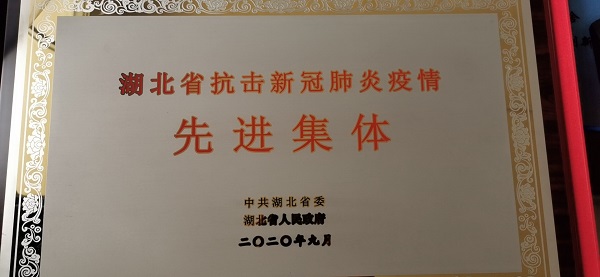 湖北省抗击新冠肺炎疫情
先进集体
中共湖北省委
湖北省人民政府
二〇二〇年九月